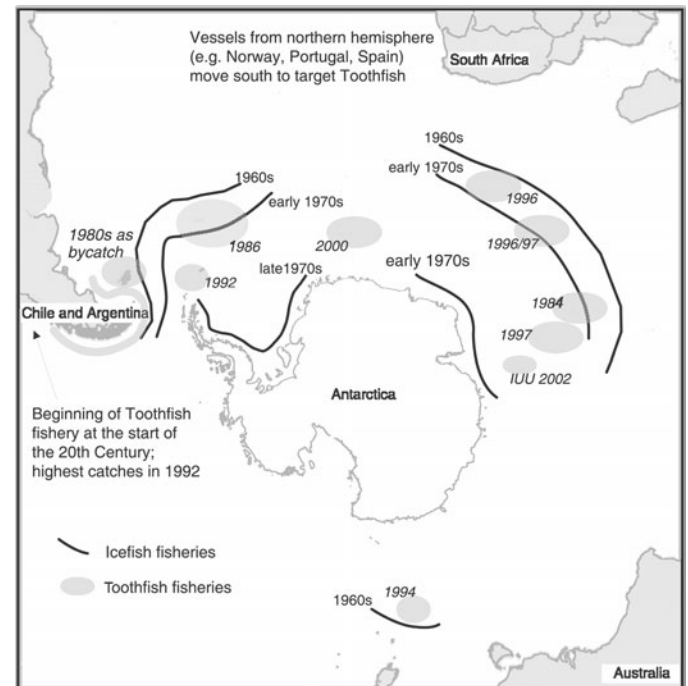 Vessels from northern hemisphere
(e.g. Norway, Portugal, Spain)
move south to target Toothfish
South Africa
1960s
early 1970s
1960s
early 1970s
1996
1980s as
bycatch
1986
2000
1996/97
1992
late1970s
early 1970s
1984
Chile and Argentina
1997
IUU 2002
Antarctica
Beginning of Toothfish
fishery at the start of
the 20th Century;
highest catches in 1992
Icefish fisheries
Toothfish fisheries
1994
1960s
Australia